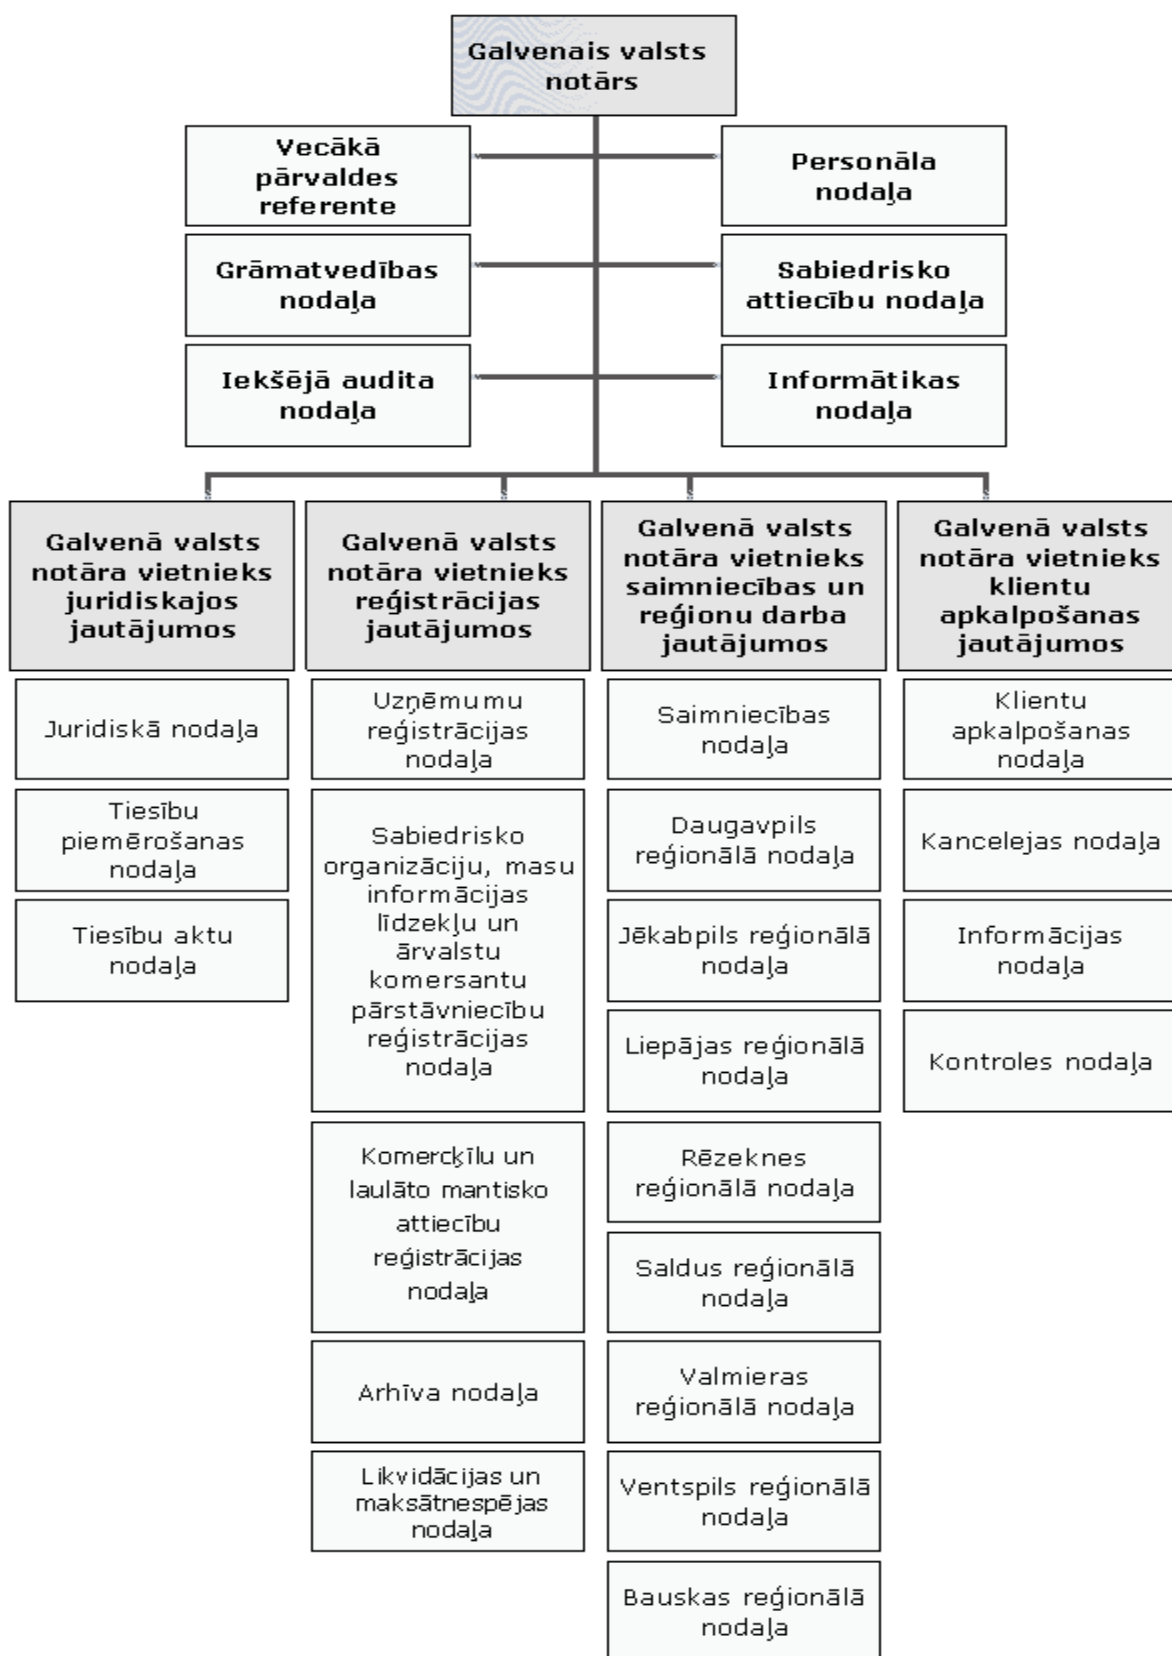 Galvenais valsts
notārs
Vecākā
pārvaldes
referente
Personāla
nodaļa
Grāmatvedības
nodaļa
Sabiedrisko
attiecību nodaļa
Iekšējā audita
nodaļa
Informātikas
nodaļa
Galvenā valsts
notāra vietnieks
juridiskajos
jautājumos
Galvenā valsts
notāra vietnieks
reģistrācijas
jautājumos
Galvenā valsts
notāra vietnieks
saimniecības un
reģionu darba
jautājumos
Galvenā valsts
notāra vietnieks
klientu
apkalpošanas
jautājumos
Juridiskā nodaļa
Tiesību
piemērošanas
nodaļa
Tiesību aktu
nodaļa
Uzņēmumu
reģistrācijas
nodaļa
Sabiedrisko
organizāciju, masu
informācijas
līdzekļu un
ārvalstu
komersantu
pārstāvniecību
reģistrācijas
nodaļa
Komercķīlu un
laulāto mantisko
attiecību
reģistrācijas
nodaļa
Arhīva nodaļa
Likvidācijas un
maksātnespējas
nodaļa
Saimniecības
nodaļa
Daugavpils
reģionālā nodaļa
Jēkabpils reģionālā
nodaļa
Liepājas reģionālā
nodaļa
Rēzeknes
reģionālā nodaļa
Saldus reģionālā
nodaļa
Valmieras
reģionālā nodaļa
Ventspils reģionālā
nodaļa
Bauskas reģionālā
nodaļa
Klientu
apkalpošanas
nodaļa
Kancelejas nodaļa
Informācijas
nodaļa
Kontroles nodaļa